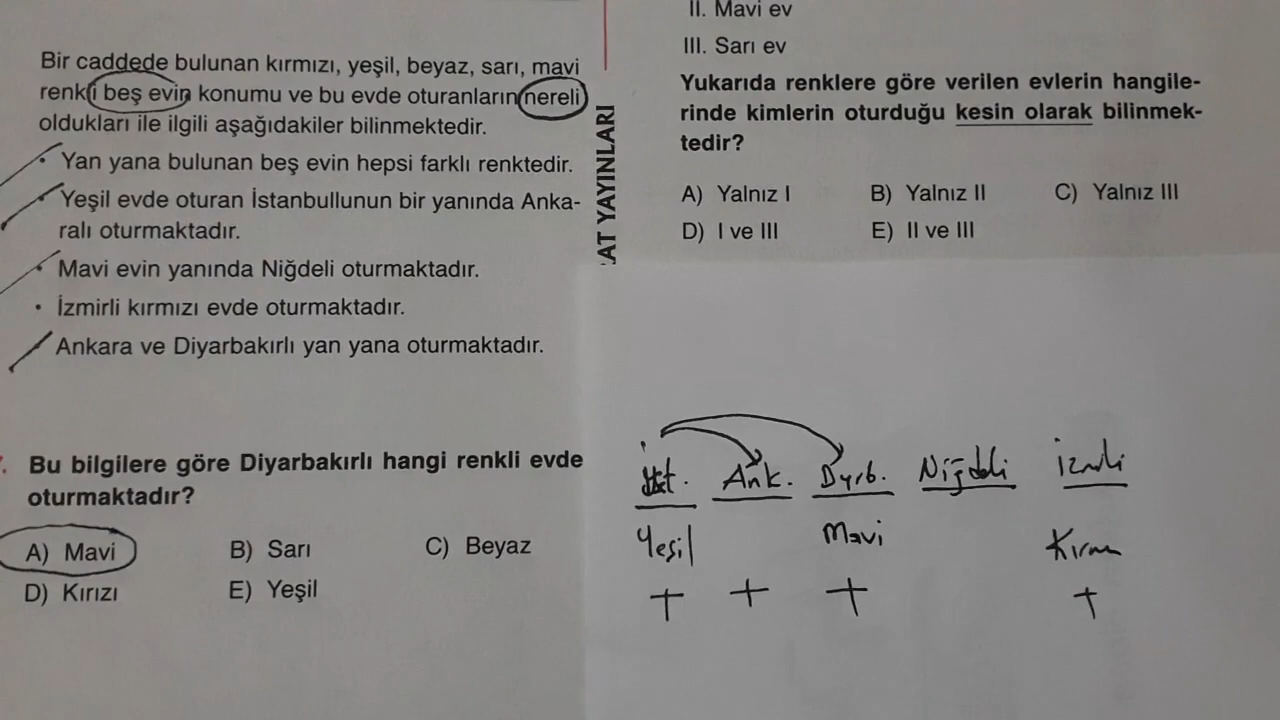 Bir caddede bulunan kırmızı, yeşil, beyaz, sarı, mavi
renkli beş evin konumu ve bu evde oturanların nereli
oldukları ile ilgili aşağıdakiler bilinmektedir.
• Yan yana bulunan beş evin hepsi farklı renktedir.
• Yeşil evde oturan İstanbullunun bir yanında Anka-
ralı oturmaktadır.
• Mavi evin yanında Niğdeli oturmaktadır.
• İzmirli kırmızı evde oturmaktadır.
Ankara ve Diyarbakırlı yan yana oturmaktadır.
Bu bilgilere göre Diyarbakırlı hangi renkli evde
oturmaktadır?
A) Mavi B) Sarı C) Beyaz
D) Kırızı E) Yeşil
AT YAYINLARI
II. Mavi ev
III. Sarı ev
Yukarıda renklere göre verilen evlerin hangile-
rinde kimlerin oturduğu kesin olarak bilinmek-
tedir?
A) Yalnız I B) Yalnız II C) Yalnız III
D) I ve III E) II ve III
İst. Ank. Dyrb. Niğdeli İzmirli
Yeşil Mavi
+ + + +